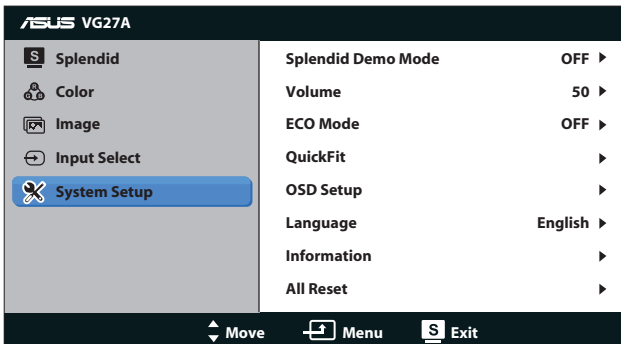 ASUS VG27A
S Splendid
Color
Image
Input Select
System Setup
Splendid Demo Mode OFF
Volume 50
ECO Mode OFF
QuickFit
OSD Setup
Language English
Information
All Reset
Move Menu S Exit